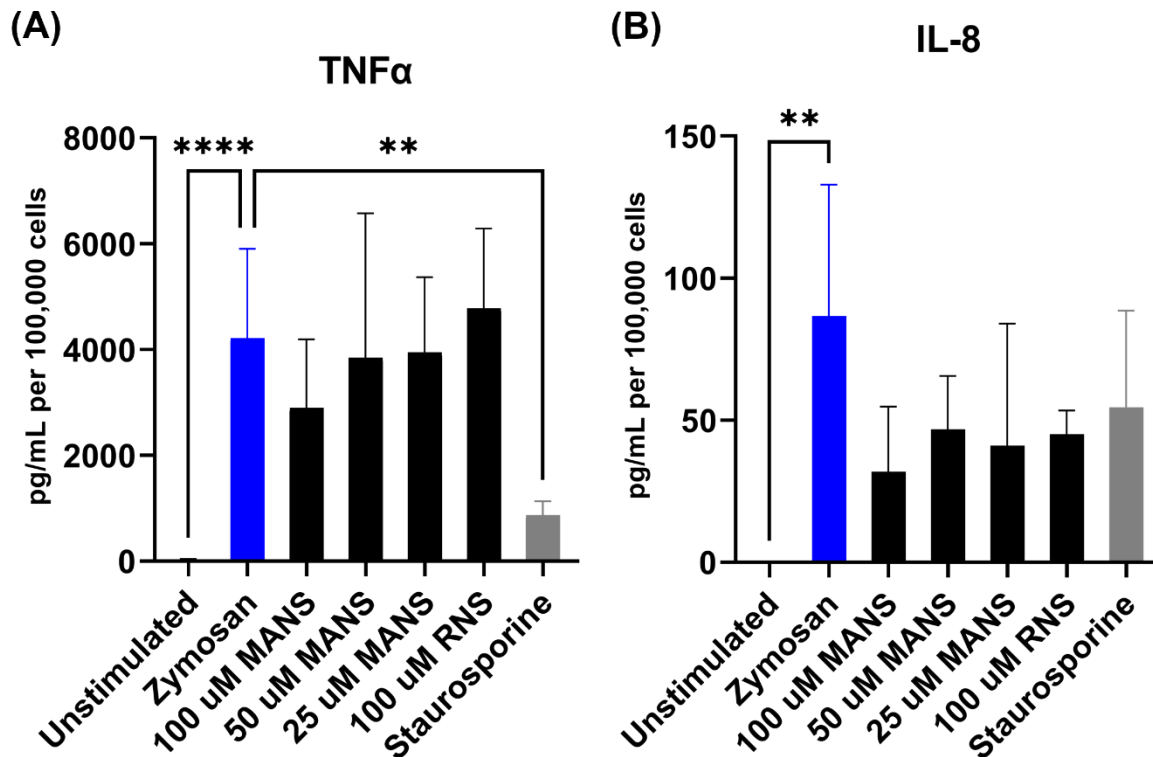 (A)
TNFα
pg/mL per 100,000 cells
8000
6000
4000
2000
0
****
**
Unstimulated
Zymosan
100 uM MANS
50 uM MANS
25 uM MANS
100 uM RNS
Staurosporine
(B)
IL-8
pg/mL per 100,000 cells
150
100
50
0
**
Unstimulated
Zymosan
100 uM MANS
50 uM MANS
25 uM MANS
100 uM RNS
Staurosporine